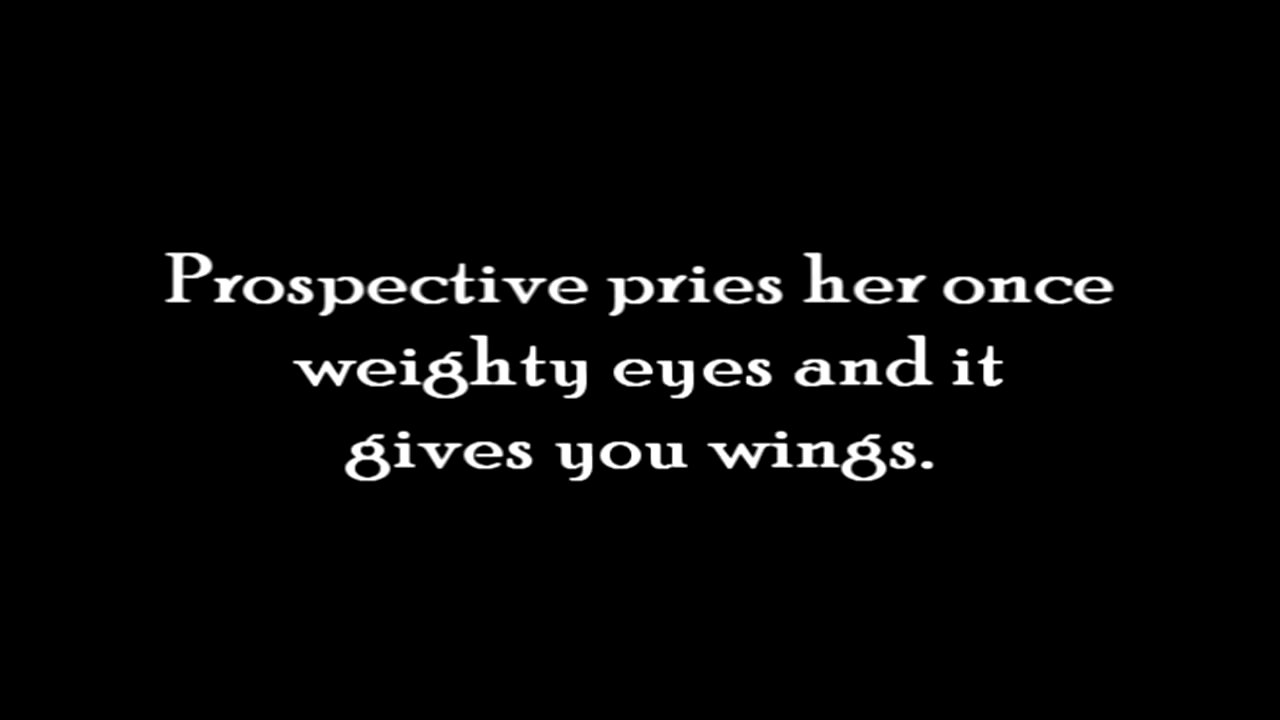 Prospective pries her once
weighty eyes and it
gives you wings.